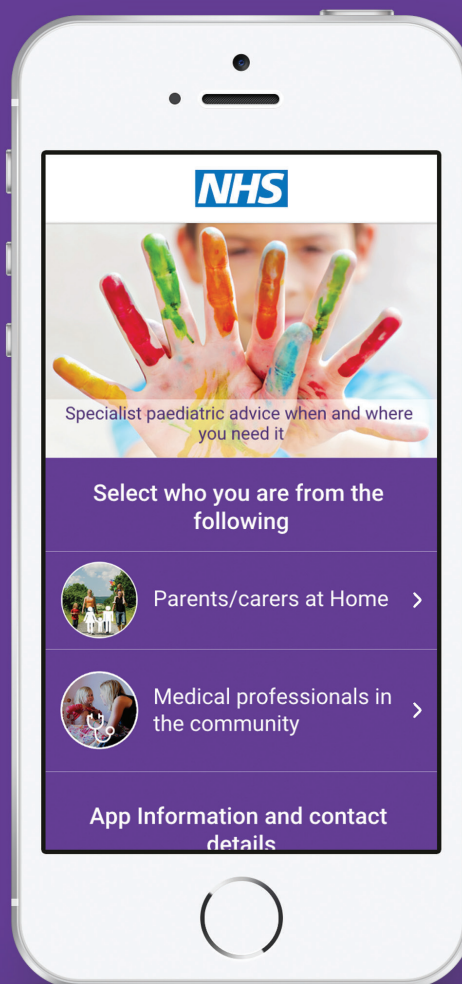 NHS
Specialist paediatric advice when and where
you need it
Select who you are from the
following
Parents/carers at Home
Medical professionals in
the community
App Information and contact
details